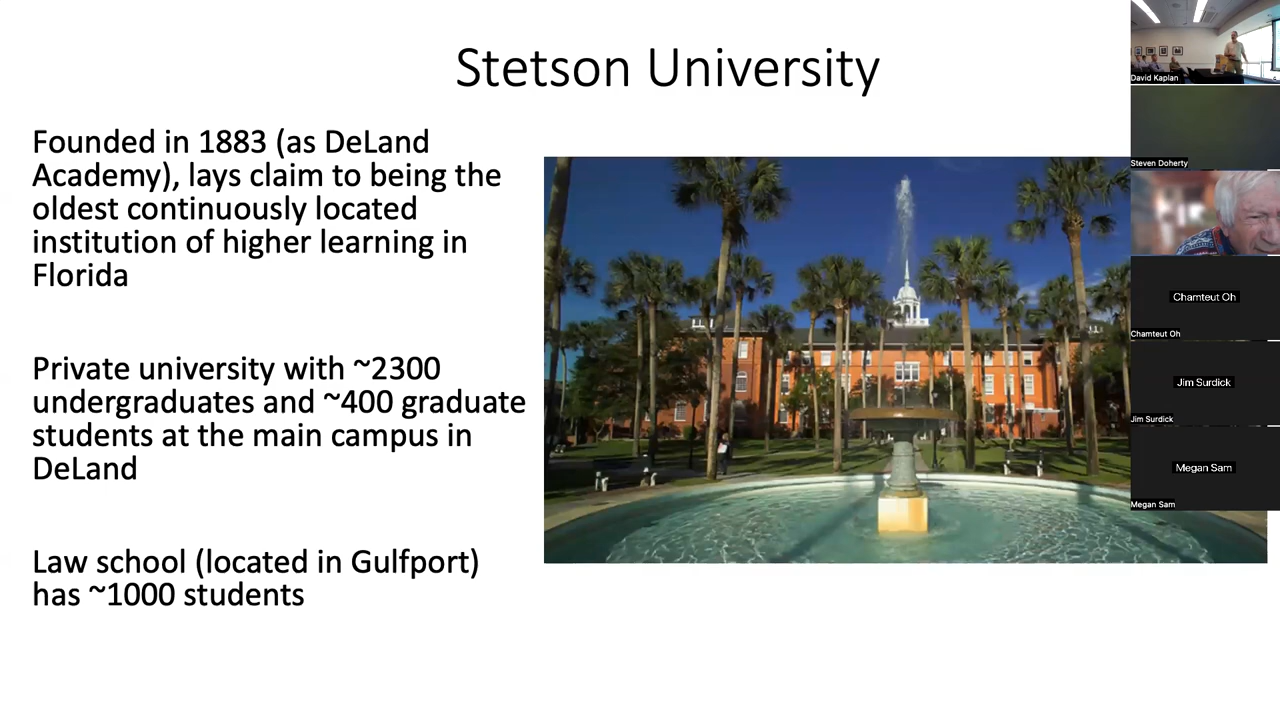 Stetson University
Founded in 1883 (as DeLand
Academy), lays claim to being the
oldest continuously located
institution of higher learning in
Florida
Private university with ~2300
undergraduates and ~400 graduate
students at the main campus in
DeLand
Law school (located in Gulfport)
has ~1000 students
David Kaplan
Steven Doherty
Chamteut Oh
Chamteut Oh
Jim Surdick
Jim Surdick
Megan Sam
Megan Sam